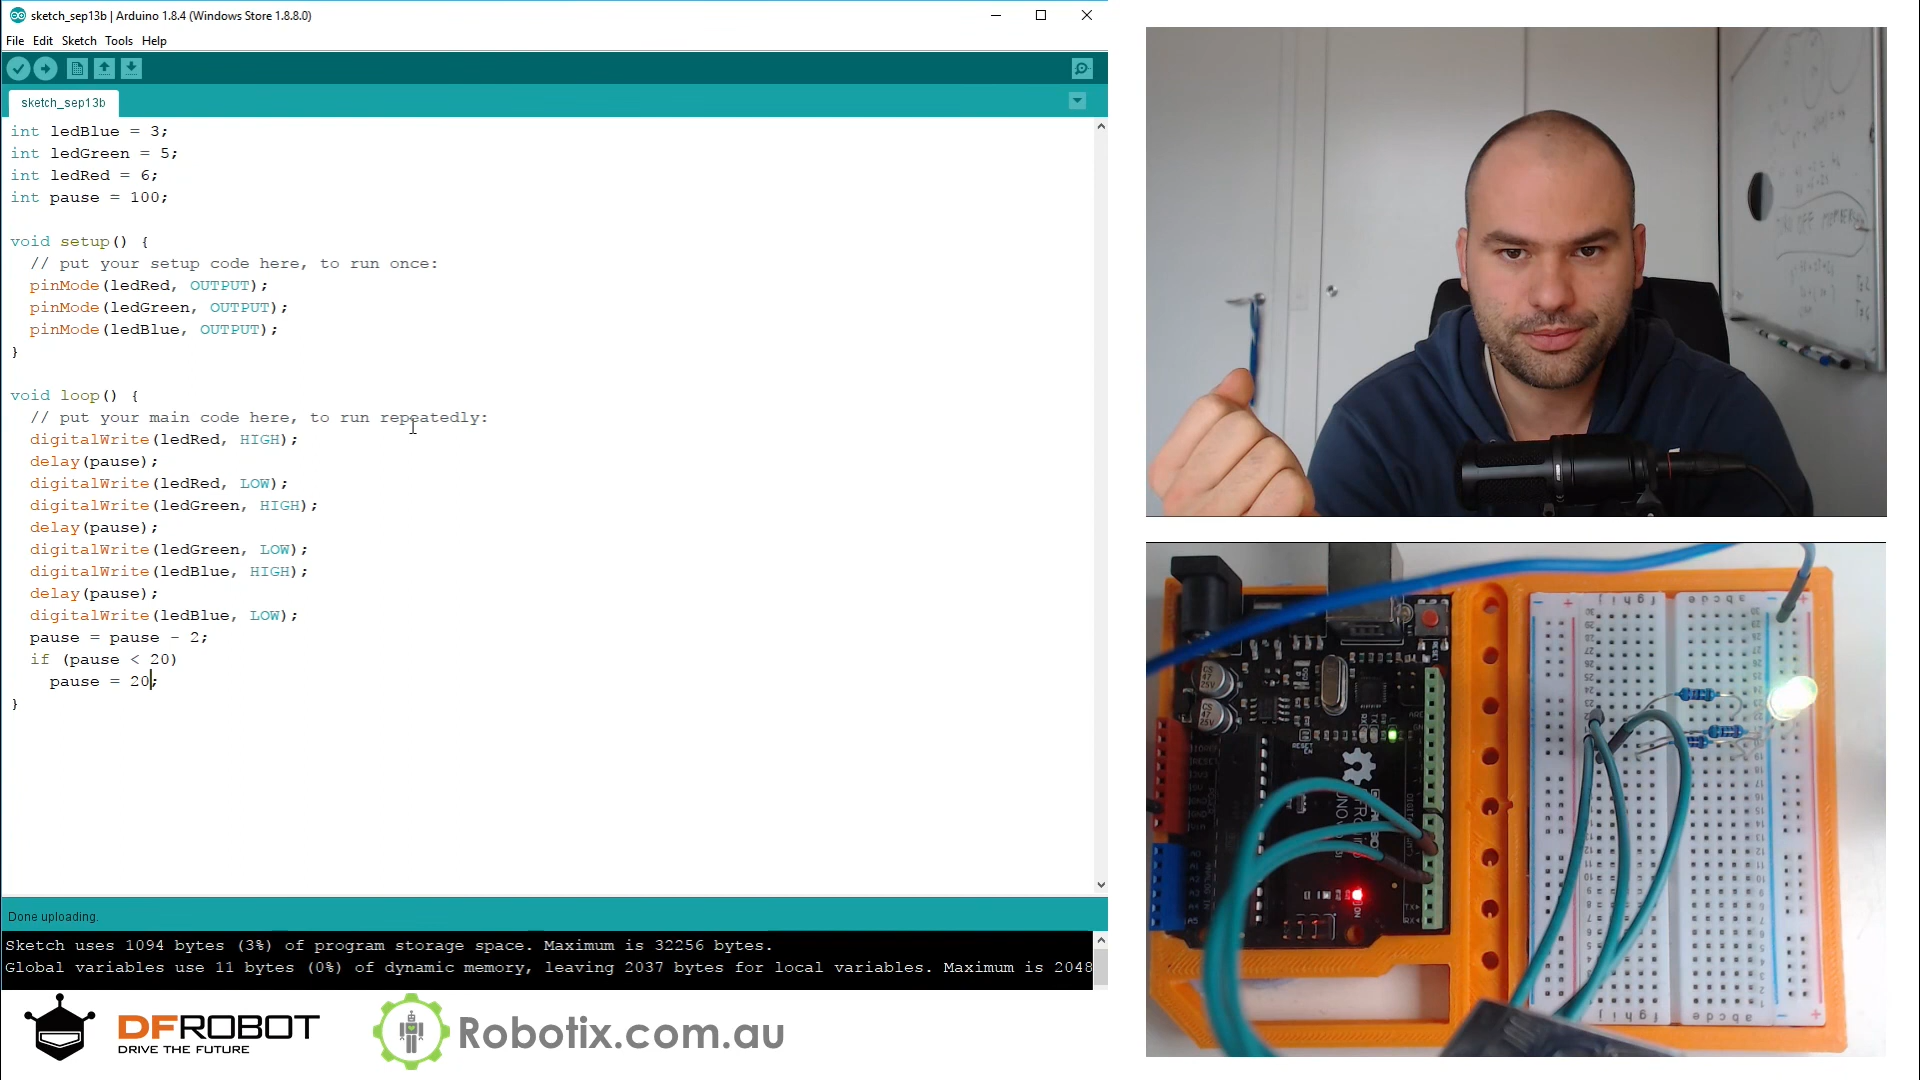 sketch_sep13b | Arduino 1.8.4 (Windows Store 1.8.8.0)
File Edit Sketch Tools Help
sketch_sep13b
int ledBlue = 3;
int ledGreen = 5;
int ledRed = 6;
int pause = 100;
void setup() {
// put your setup code here, to run once:
pinMode(ledRed, OUTPUT);
pinMode(ledGreen, OUTPUT);
pinMode(ledBlue, OUTPUT);
}
void loop() {
// put your main code here, to run repeatedly:
digitalWrite(ledRed, HIGH);
delay(pause);
digitalWrite(ledRed, LOW);
digitalWrite(ledGreen, HIGH);
delay(pause);
digitalWrite(ledGreen, LOW);
digitalWrite(ledBlue, HIGH);
delay(pause);
digitalWrite(ledBlue, LOW);
pause = pause - 2;
if (pause < 20)
pause = 20;
}
Done uploading.
Sketch uses 1094 bytes (3%) of program storage space. Maximum is 32256 bytes.
Global variables use 11 bytes (0%) of dynamic memory, leaving 2037 bytes for local variables. Maximum is 2048
DFROBOT
DRIVE THE FUTURE
Robotix.com.au